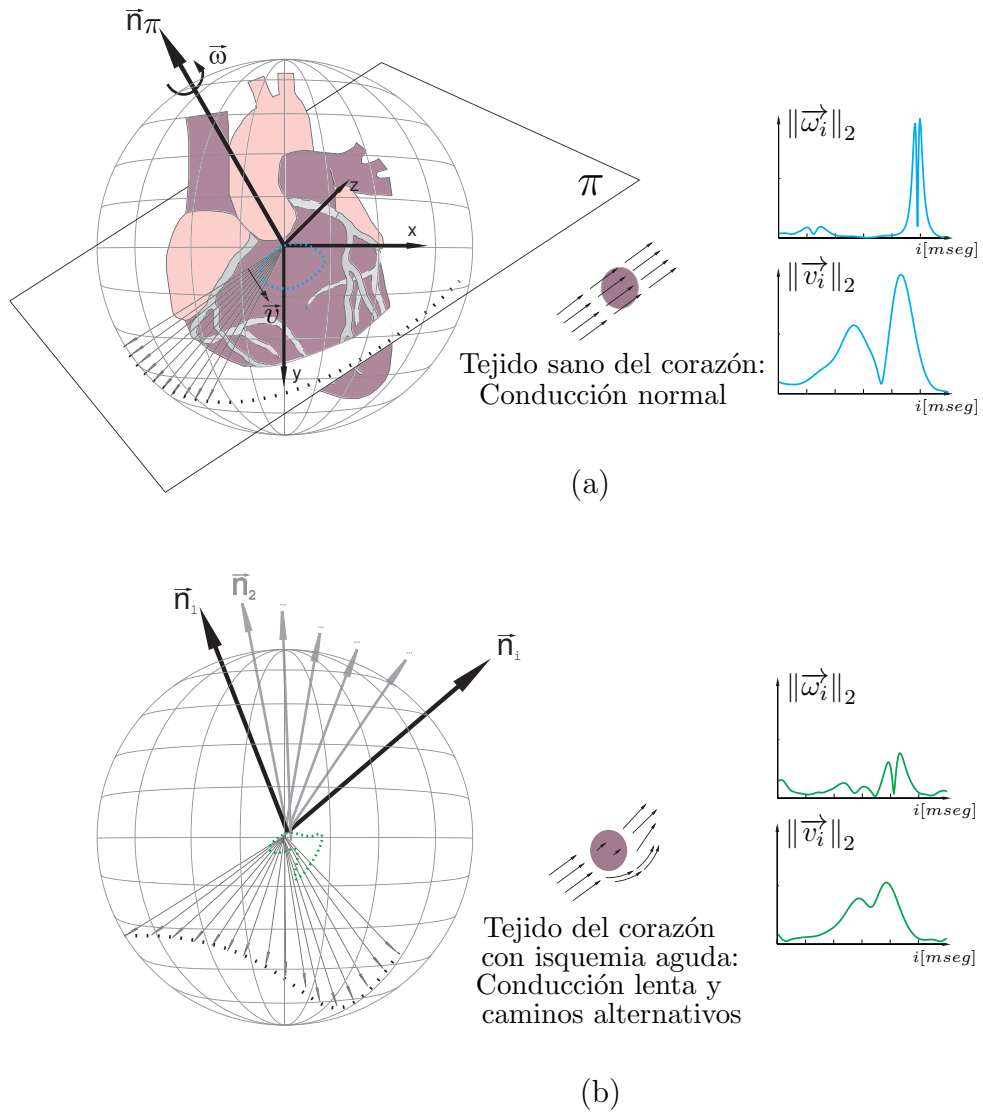 n⃗π
ω⃗
z
x
π
v⃗
y
‖ω⃗ᵢ‖₂
i[mseg]
‖v⃗ᵢ‖₂
i[mseg]
Tejido sano del corazón:
Conducción normal
(a)
n⃗₁
n⃗₂
...
...
...
...
n⃗ᵢ
‖ω⃗ᵢ‖₂
i[mseg]
‖v⃗ᵢ‖₂
i[mseg]
Tejido del corazón
con isquemia aguda:
Conducción lenta y
caminos alternativos
(b)